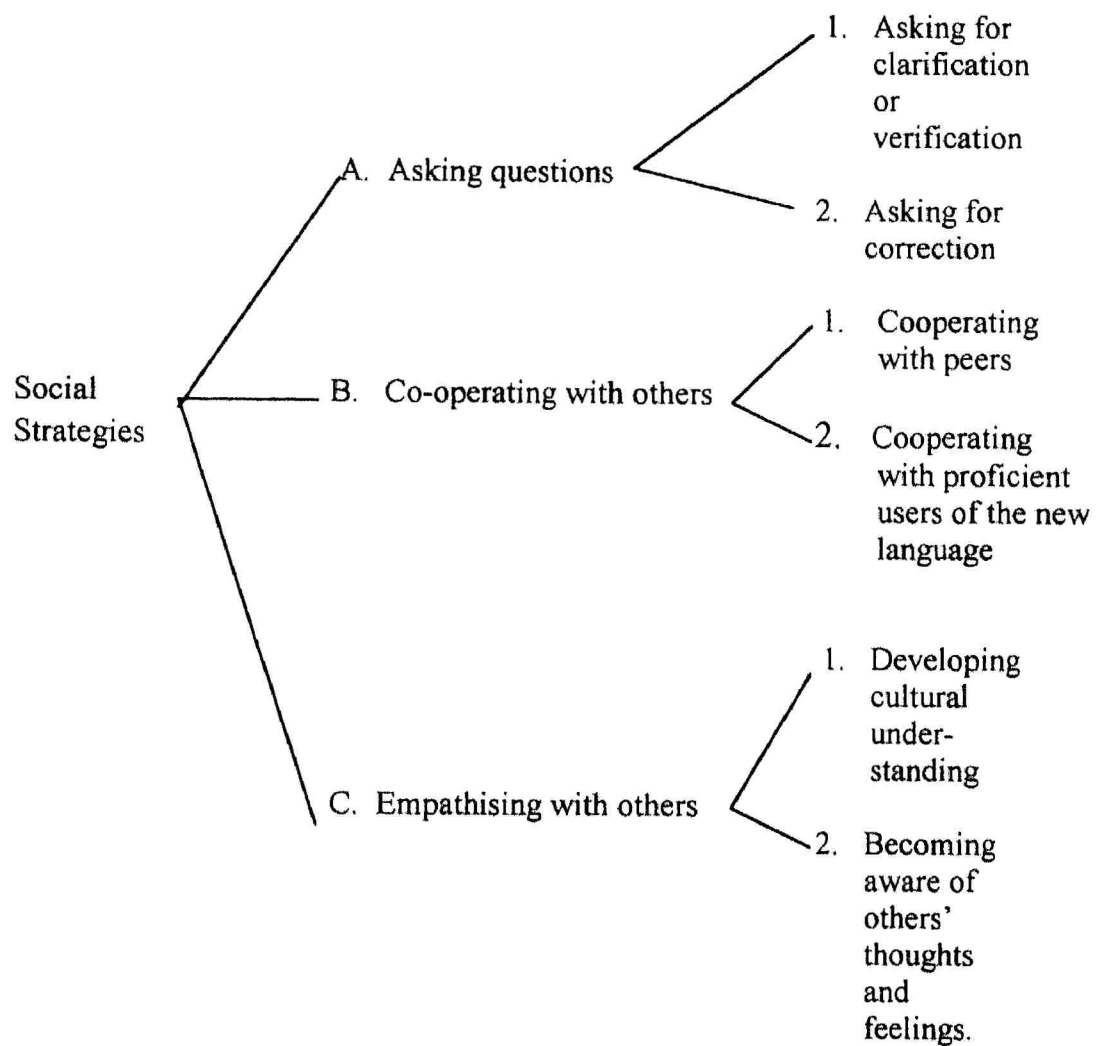 1. Asking for
clarification
or
verification
A. Asking questions
2. Asking for
correction
1. Cooperating
with peers
Social
Strategies
B. Co-operating with others
2. Cooperating
with proficient
users of the new
language
1. Developing
cultural
under-
standing
C. Empathising with others
2. Becoming
aware of
others’
thoughts
and
feelings.